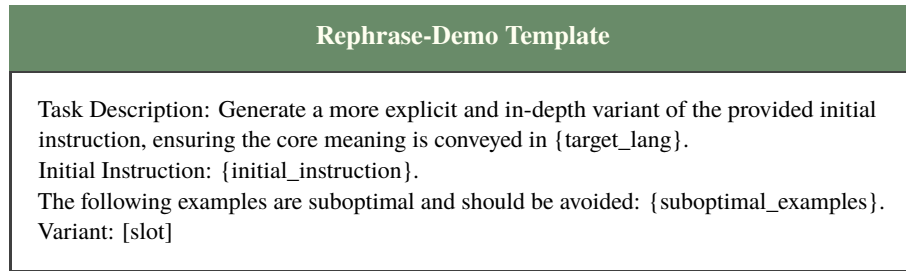 Rephrase-Demo Template
Task Description: Generate a more explicit and in-depth variant of the provided initial
instruction, ensuring the core meaning is conveyed in {target_lang}.
Initial Instruction: {initial_instruction}.
The following examples are suboptimal and should be avoided: {suboptimal_examples}.
Variant: [slot]